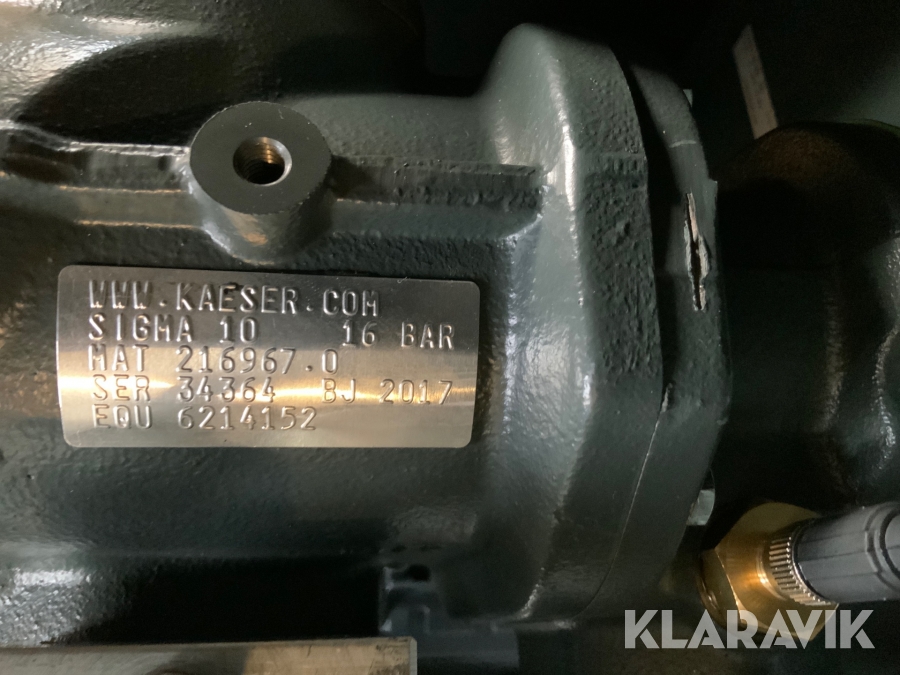 WWW.KAESER.COM
SIGMA 10 16 BAR
MAT 216967.0
SER 34364 BJ 2017
EQU 6214152
KLARAVIK